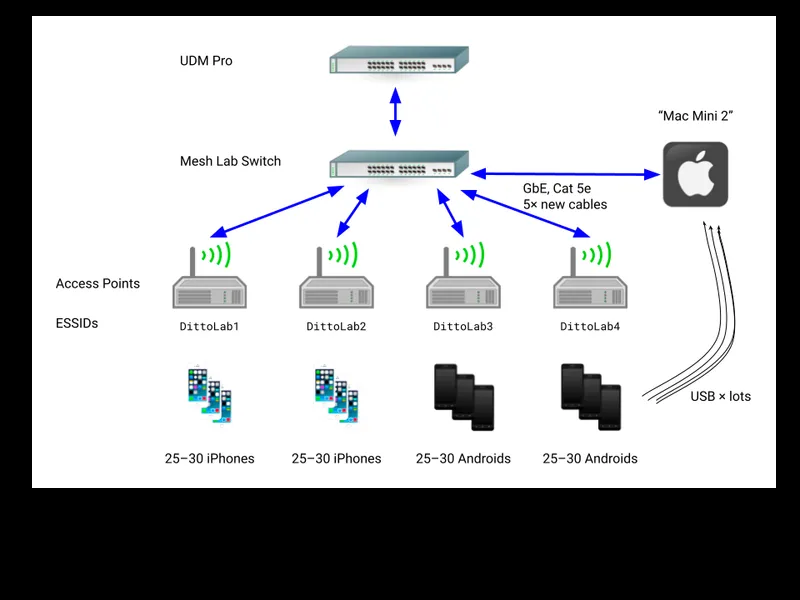 UDM Pro
“Mac Mini 2”
Mesh Lab Switch
GbE, Cat 5e
5× new cables
Access Points
ESSIDs
DittoLab1
DittoLab2
DittoLab3
DittoLab4
USB × lots
25–30 iPhones
25–30 iPhones
25–30 Androids
25–30 Androids